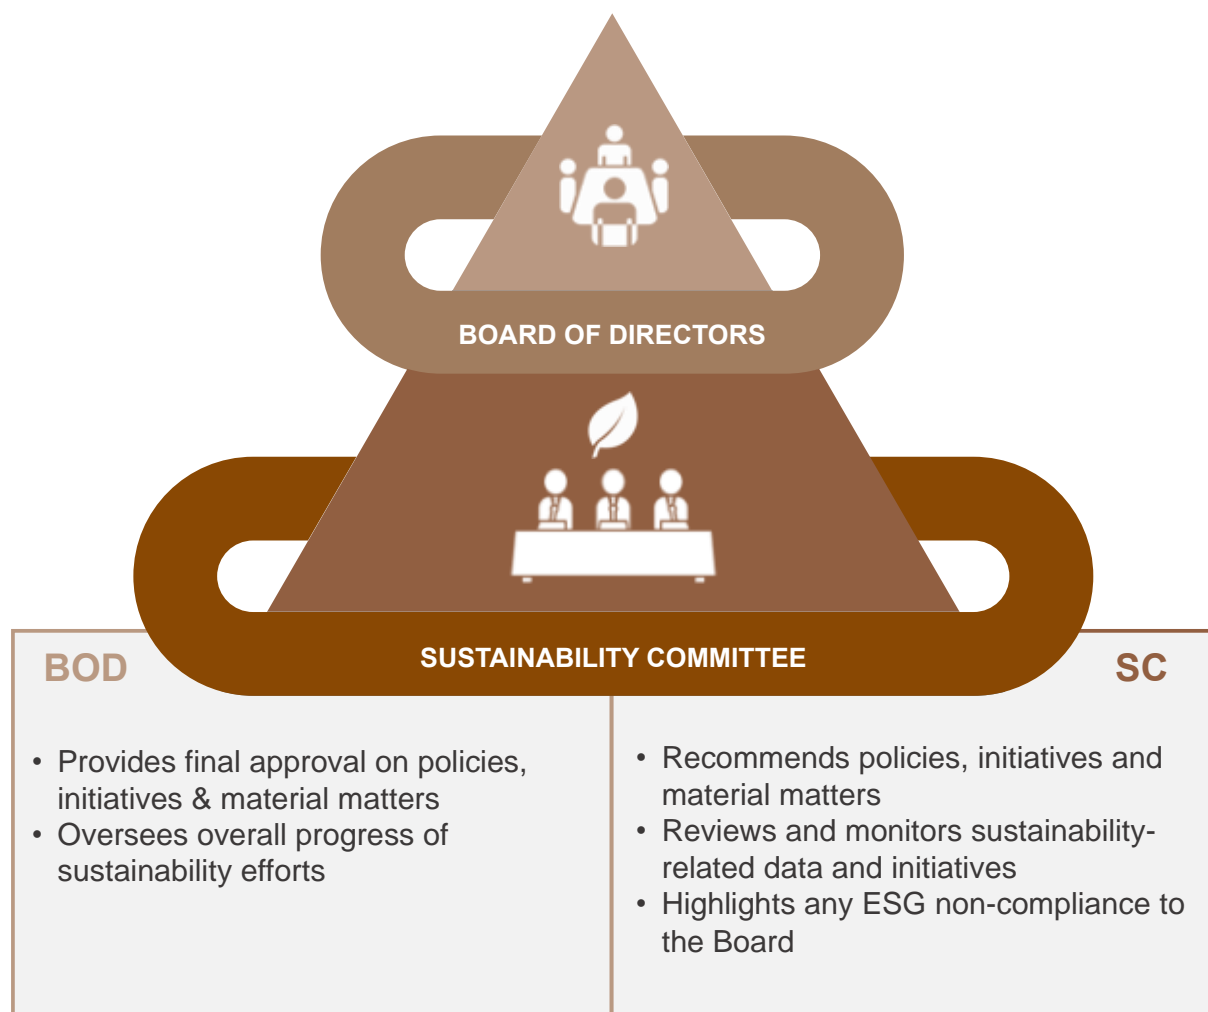 BOARD OF DIRECTORS
SUSTAINABILITY COMMITTEE
BOD
• Provides final approval on policies,
initiatives & material matters
• Oversees overall progress of
sustainability efforts
SC
• Recommends policies, initiatives and
material matters
• Reviews and monitors sustainability-
related data and initiatives
• Highlights any ESG non-compliance to
the Board